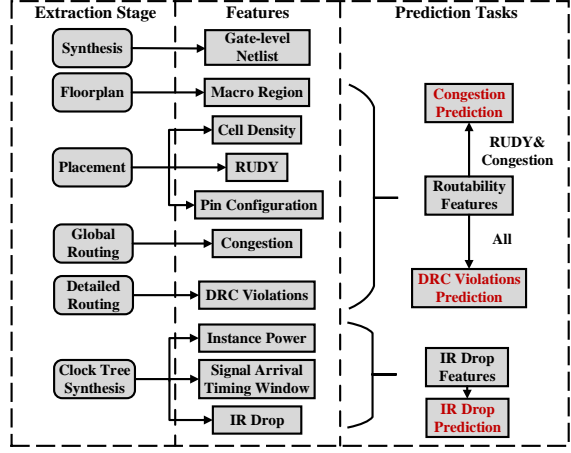 Extraction Stage
Features
Prediction Tasks
Synthesis
Gate-level
Netlist
Floorplan
Macro Region
Placement
Cell Density
RUDY
Pin Configuration
Global
Routing
Congestion
Detailed
Routing
DRC Violations
Clock Tree
Synthesis
Instance Power
Signal Arrival
Timing Window
IR Drop
Congestion
Prediction
RUDY&
Congestion
Routability
Features
All
DRC Violations
Prediction
IR Drop
Features
IR Drop
Prediction